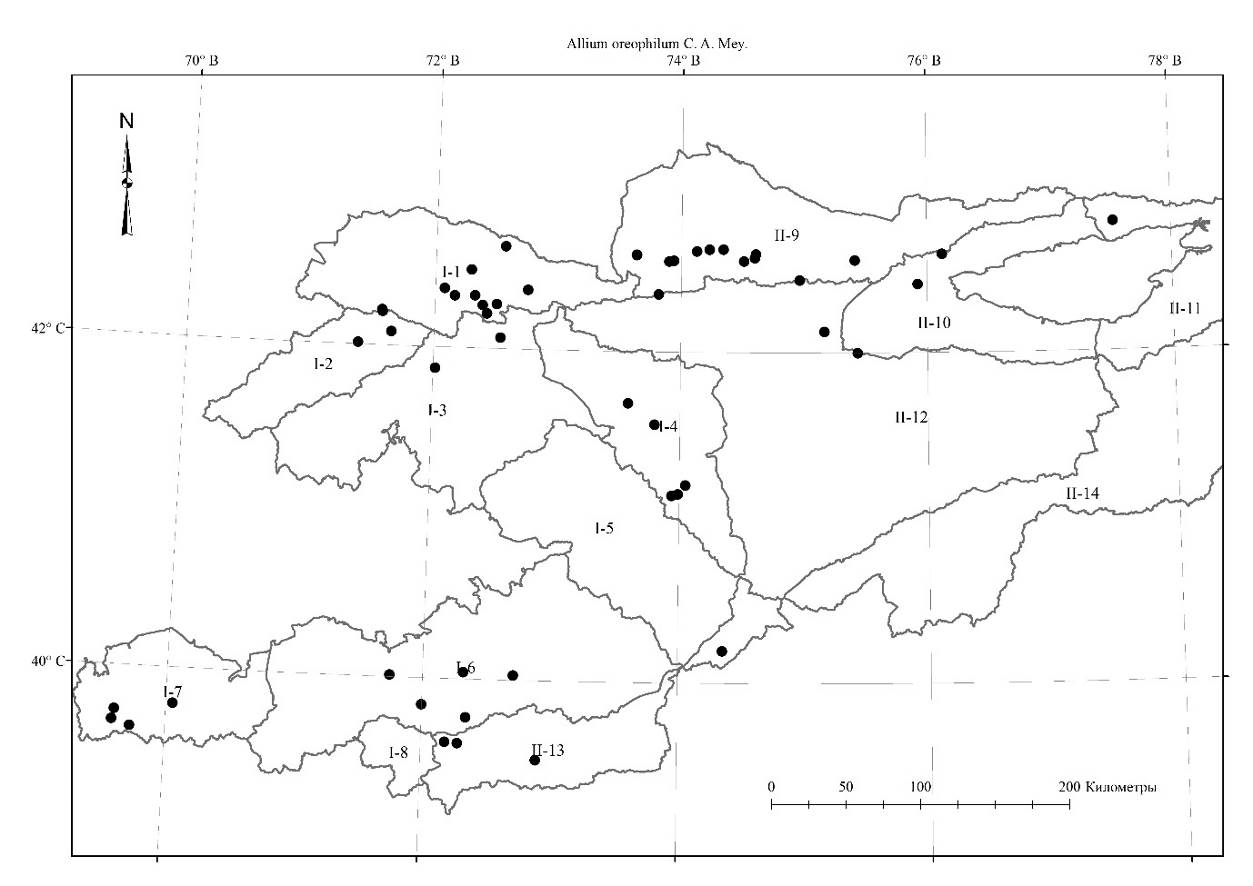 Allium oreophilum C. A. Mey.
70° В 72° В 74° В 76° В 78° В
N
II-9
I-1
II-11
II-10
42° С
I-2
I-3
II-12
I-4
II-14
I-5
40° С
I-6
I-7
I-8
II-13
0 50 100 200 Километры